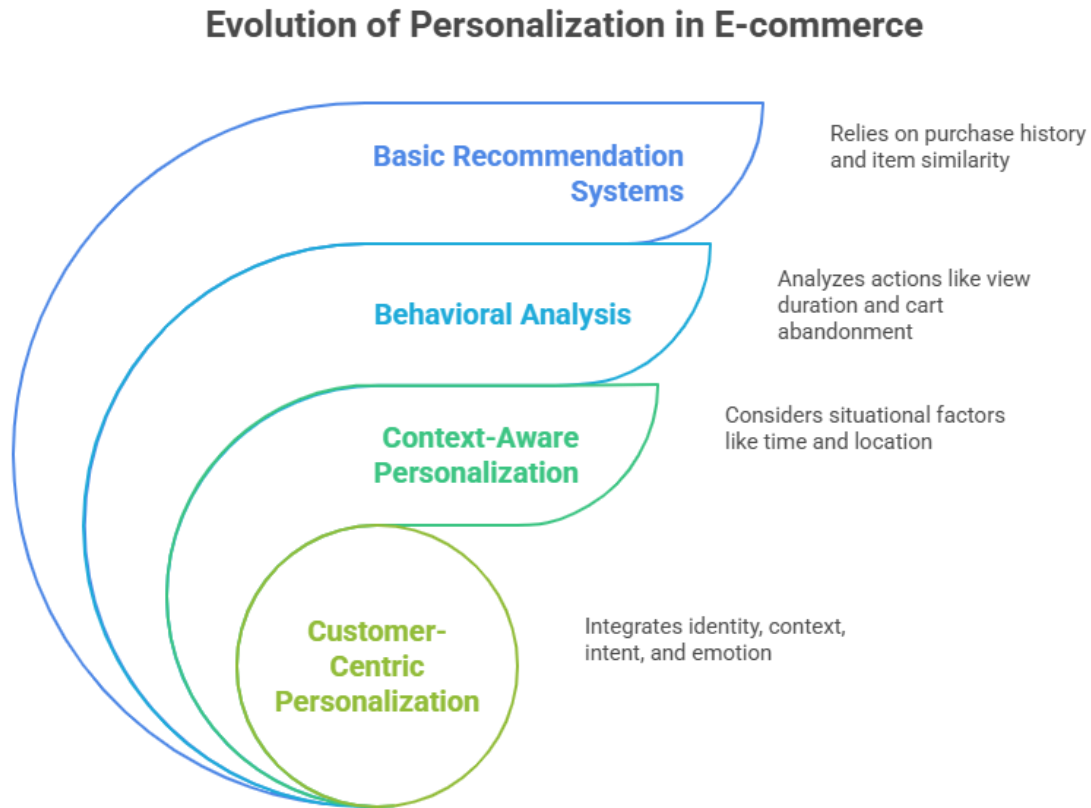 Evolution of Personalization in E-commerce
Basic Recommendation
Systems
Relies on purchase history
and item similarity
Behavioral Analysis
Analyzes actions like view
duration and cart
abandonment
Context-Aware
Personalization
Considers situational factors
like time and location
Customer-
Centric
Personalization
Integrates identity, context,
intent, and emotion